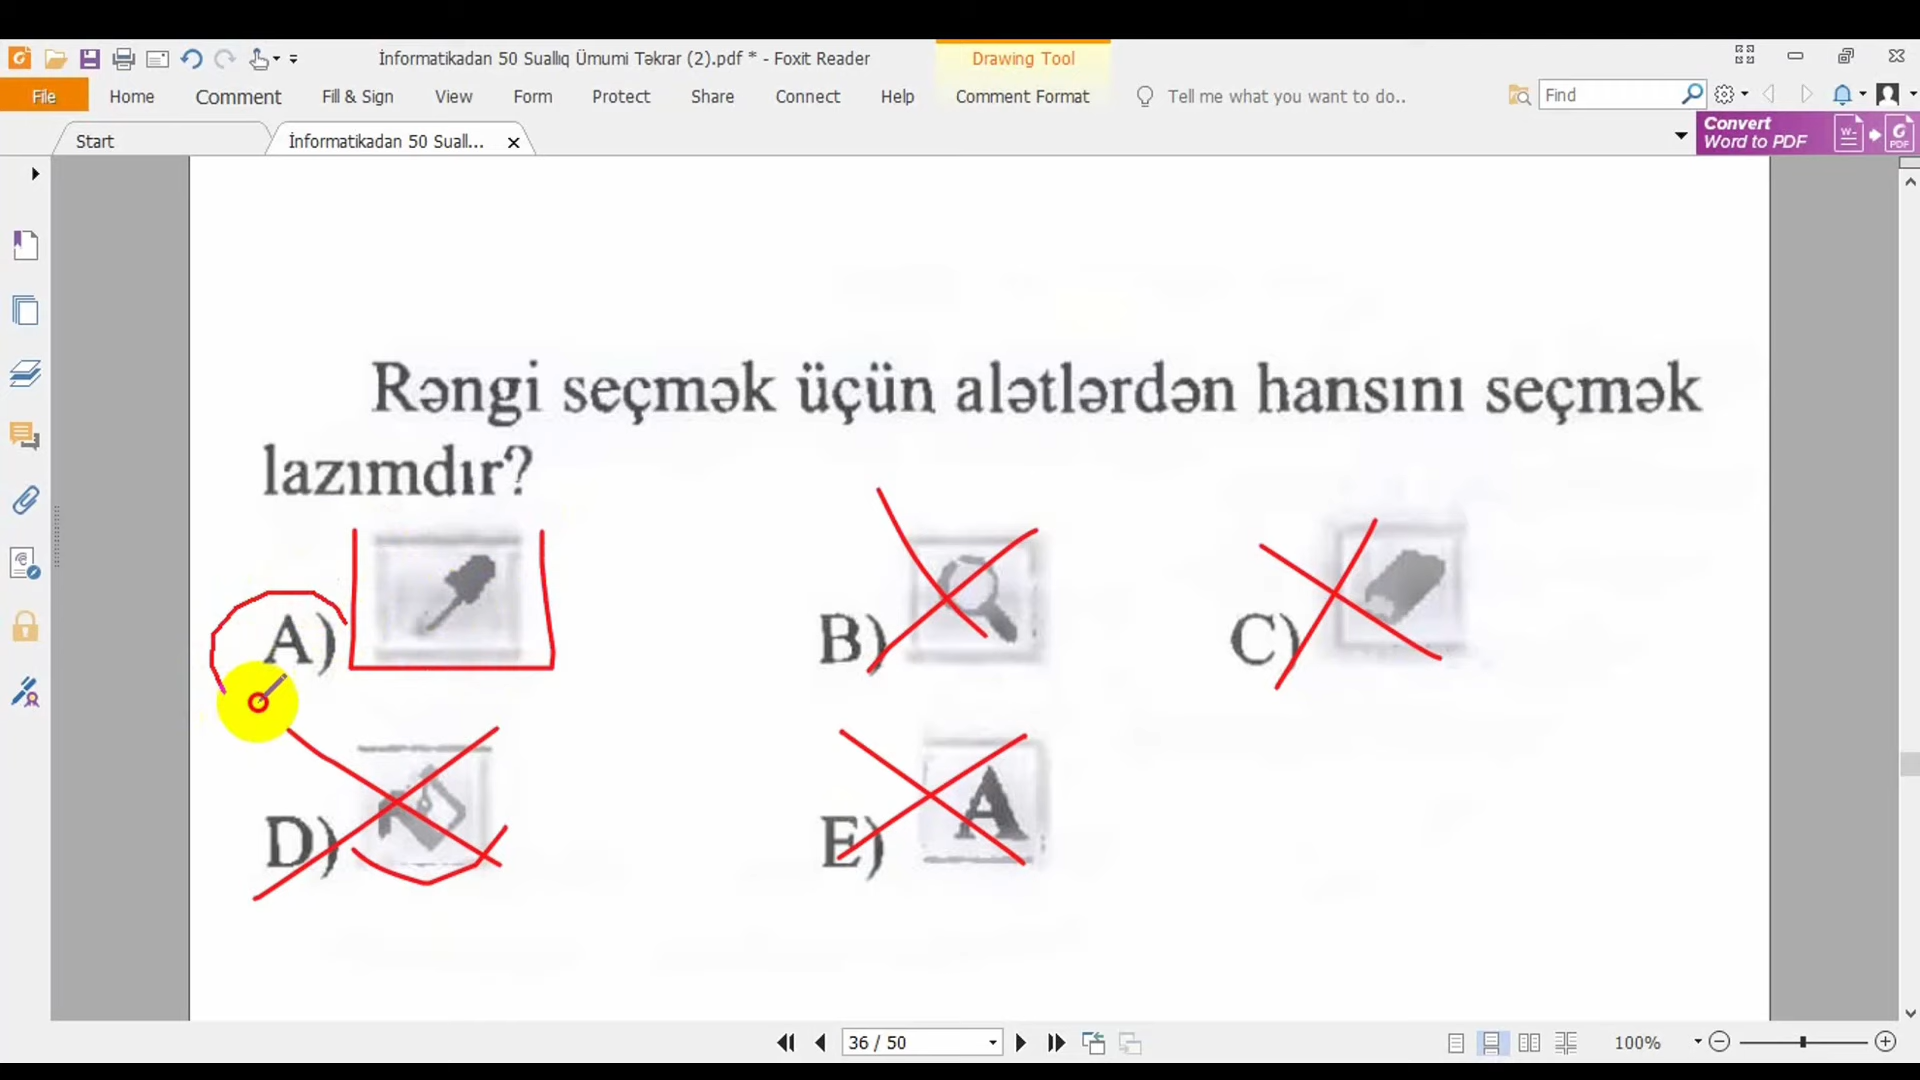 İnformatikadan 50 Suallıq Ümumi Təkrar (2).pdf * - Foxit Reader
Drawing Tool
File Home Comment Fill & Sign View Form Protect Share Connect Help Comment Format Tell me what you want to do.. Find
Start İnformatikadan 50 Suall... Convert
Word to PDF
Rəngi seçmək üçün alətlərdən hansını seçmək
lazımdır?
A) B) C)
D) E) A
36 / 50 100%